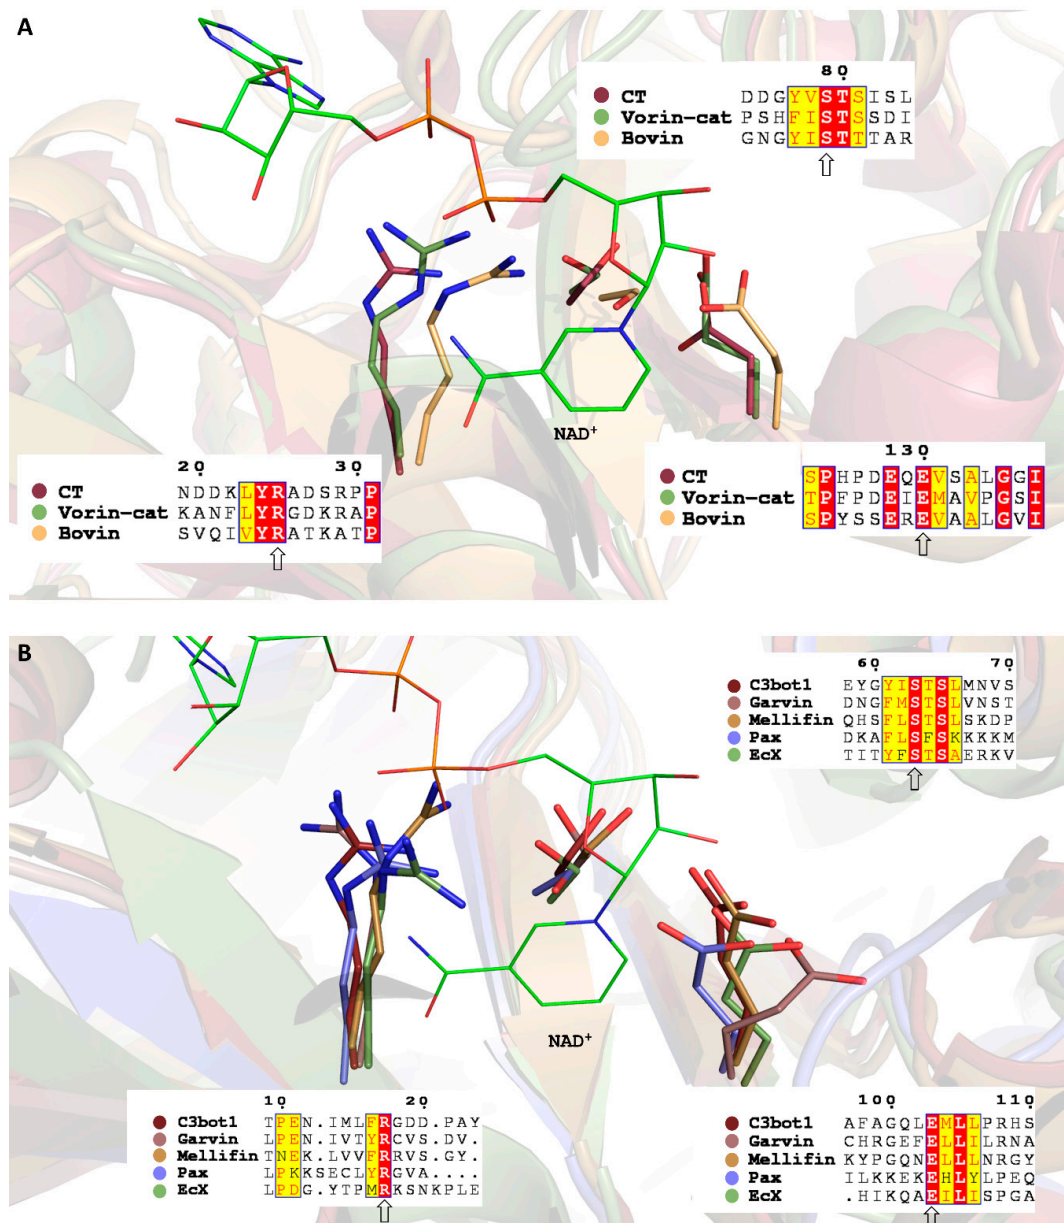 A
80
CT DDGYVSTSISL
Vorin-cat PSHFISTSSDI
Bovin GNGYISTTTAR
NAD+
20 30
CT NDDKLYRADSRPP
Vorin-cat KANFLYRGDKRAP
Bovin SVQIVYRATKATP
130
CT SPHPDEQEVSALGGI
Vorin-cat TPFPDEIEMAVPGSI
Bovin SPYSSEREVAALGVI
B
60 70
C3bot1 EYGYISTSLMNVS
Garvin DNGFMSTSLVNST
Mellifin QHSFLSTSLSKDP
Pax DKAFLSFSKKKKM
EcX TITYFSTSAERKV
NAD+
10 20
C3bot1 TPEN.IMLFRGDD.PAY
Garvin LPEN.IVTYRCVS.DV.
Mellifin TNEK.LVVFRRVS.GY.
Pax LPKKSECLYRGVA....
EcX LPDG.YTPMRKSNKPLE
100 110
C3bot1 AFAGQLEMLLPRHS
Garvin CHRGEFELLILRNA
Mellifin KYPGQNELLLNRGY
Pax ILKKEKEHLYLPEQ
EcX .HIKQAEILISPGA